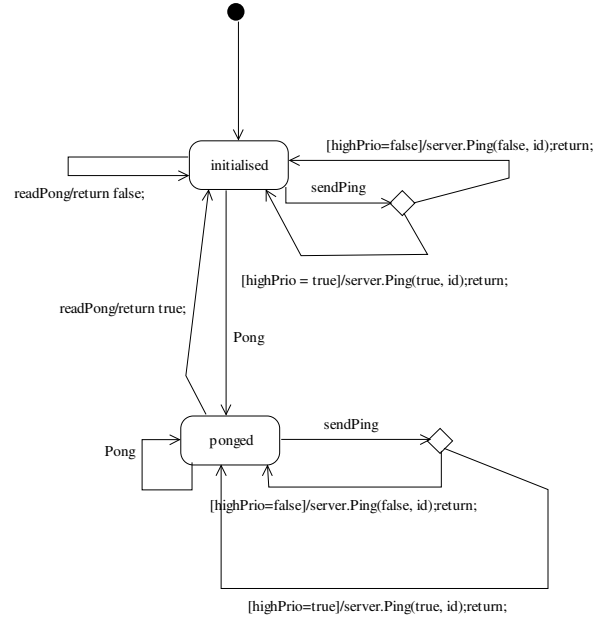 [highPrio=false]/server.Ping(false, id);return;
initialised
sendPing
readPong/return false;
[highPrio = true]/server.Ping(true, id);return;
readPong/return true;
Pong
sendPing
ponged
Pong
[highPrio=false]/server.Ping(false, id);return;
[highPrio=true]/server.Ping(true, id);return;